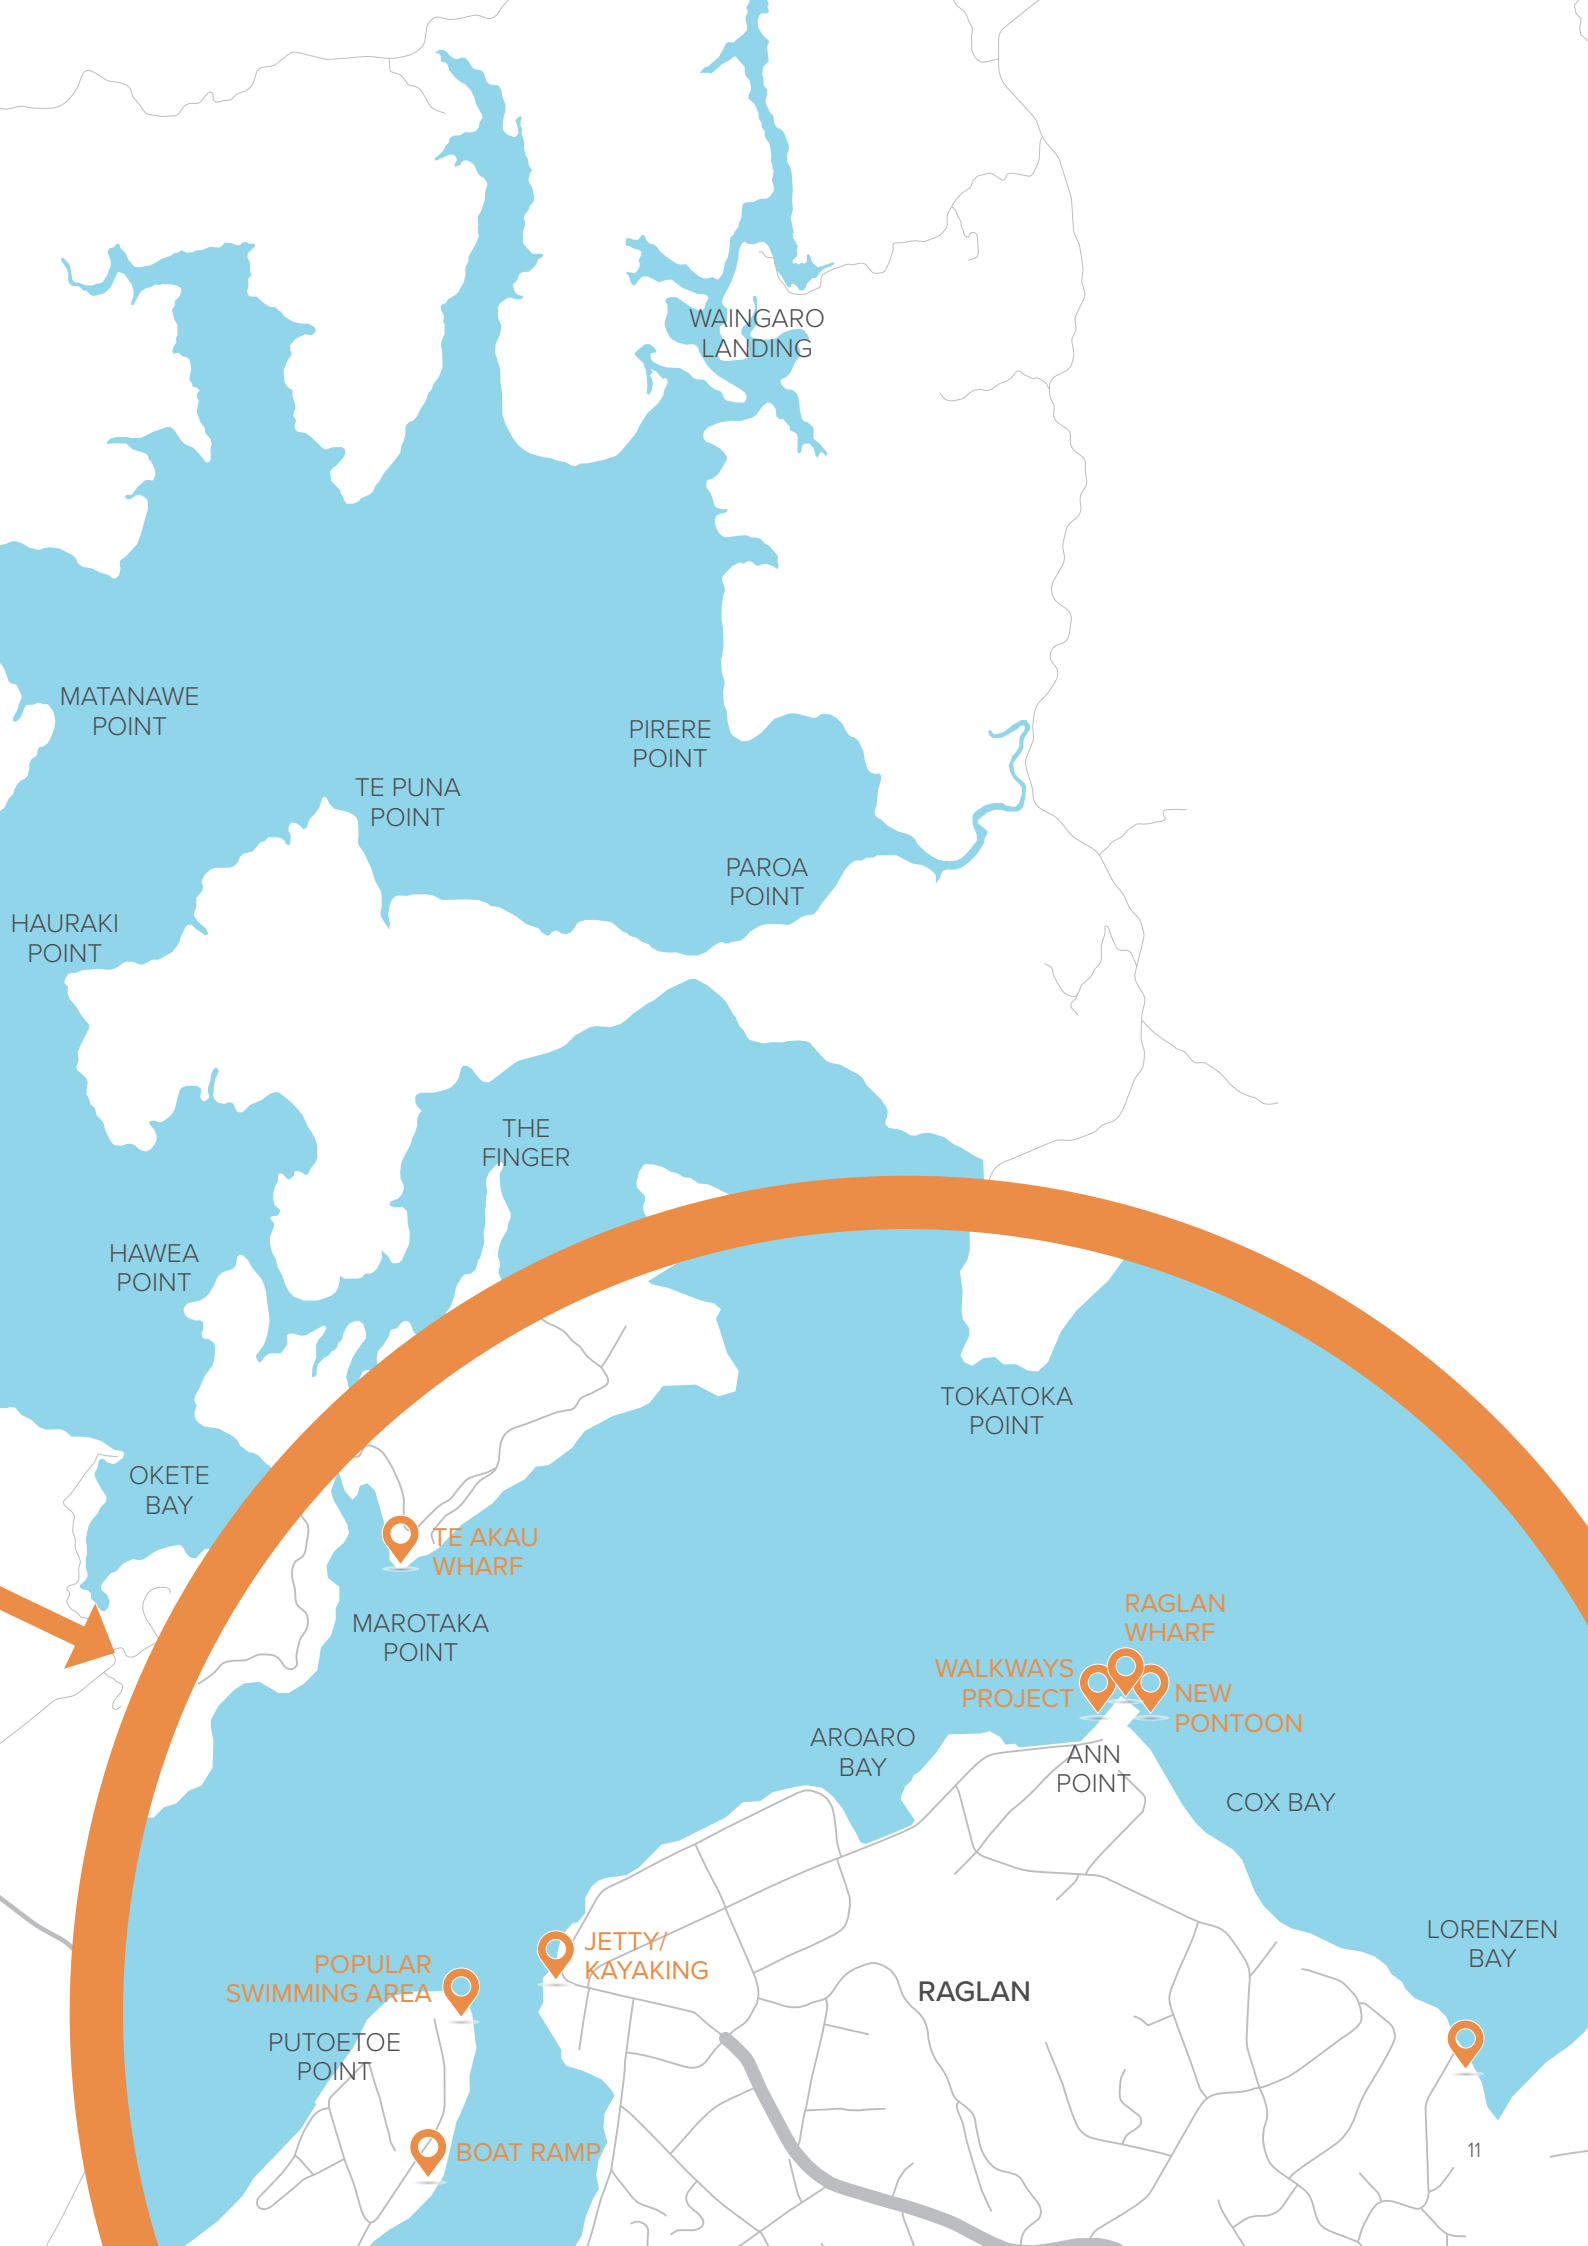 WAINGARO
LANDING
MATANAWE
POINT
PIRERE
POINT
TE PUNA
POINT
PAROA
POINT
HAURAKI
POINT
THE
FINGER
HAWEA
POINT
TOKATOKA
POINT
OKETE
BAY
TE AKAU
WHARF
MAROTAKA
POINT
RAGLAN
WHARF
WALKWAYS
PROJECT
NEW
PONTOON
AROARO
BAY
ANN
POINT
COX BAY
LORENZEN
BAY
JETTY/
KAYAKING
POPULAR
SWIMMING AREA
RAGLAN
PUTOETOE
POINT
BOAT RAMP
11